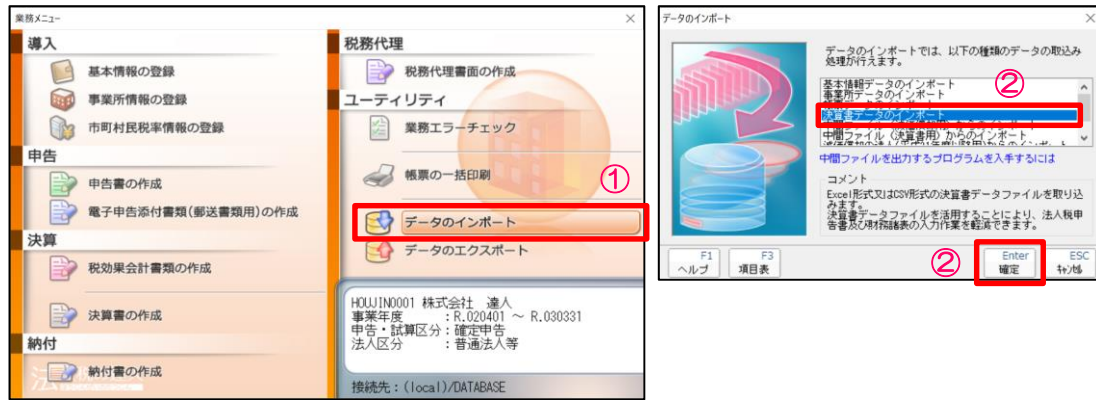 業務メニュー
導入
基本情報の登録
事業所情報の登録
市町村民税率情報の登録
申告
申告書の作成
電子申告添付書類(郵送書類用)の作成
決算
税効果会計書類の作成
決算書の作成
納付
納付書の作成
税務代理
税務代理書面の作成
ユーティリティ
業務エラーチェック
帳票の一括印刷
①
データのインポート
データのエクスポート
HOUJIN0001 株式会社 達人
事業年度 :R.020401 ～ R.030331
申告・試算区分:確定申告
法人区分 :普通法人等
接続先:(local)/DATABASE
データのインポート
データのインポートでは、以下の種類のデータの取込み
処理が行えます。
②
基本情報データのインポート
事業所データのインポート
決算書データのインポート
中間ファイル(決算書用)からのインポート
中間ファイルを出力するプログラムを入手するには
コメント
Excel形式又はCSV形式の決算書データファイルを取り込
みます。
決算書データファイルを活用することにより、法人税申
告書及び財務諸表の入力作業を軽減できます。
F1
ヘルプ
F3
項目表
②
Enter
確定
ESC
ｷｬﾝｾﾙ